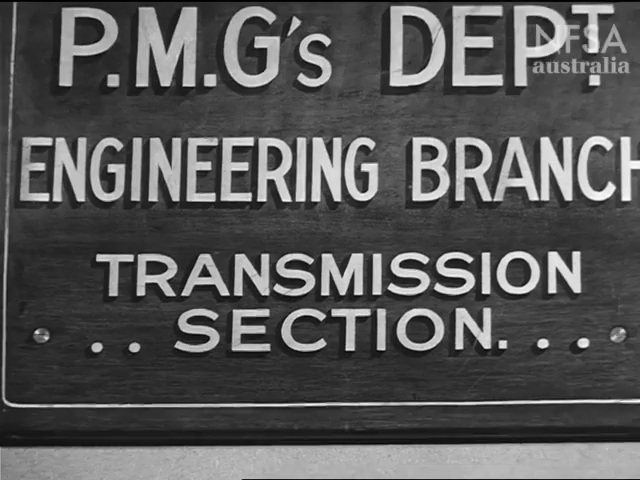 P.M.G's DEPT.
NFSA
australia
ENGINEERING BRANCH
TRANSMISSION
. . SECTION. . .